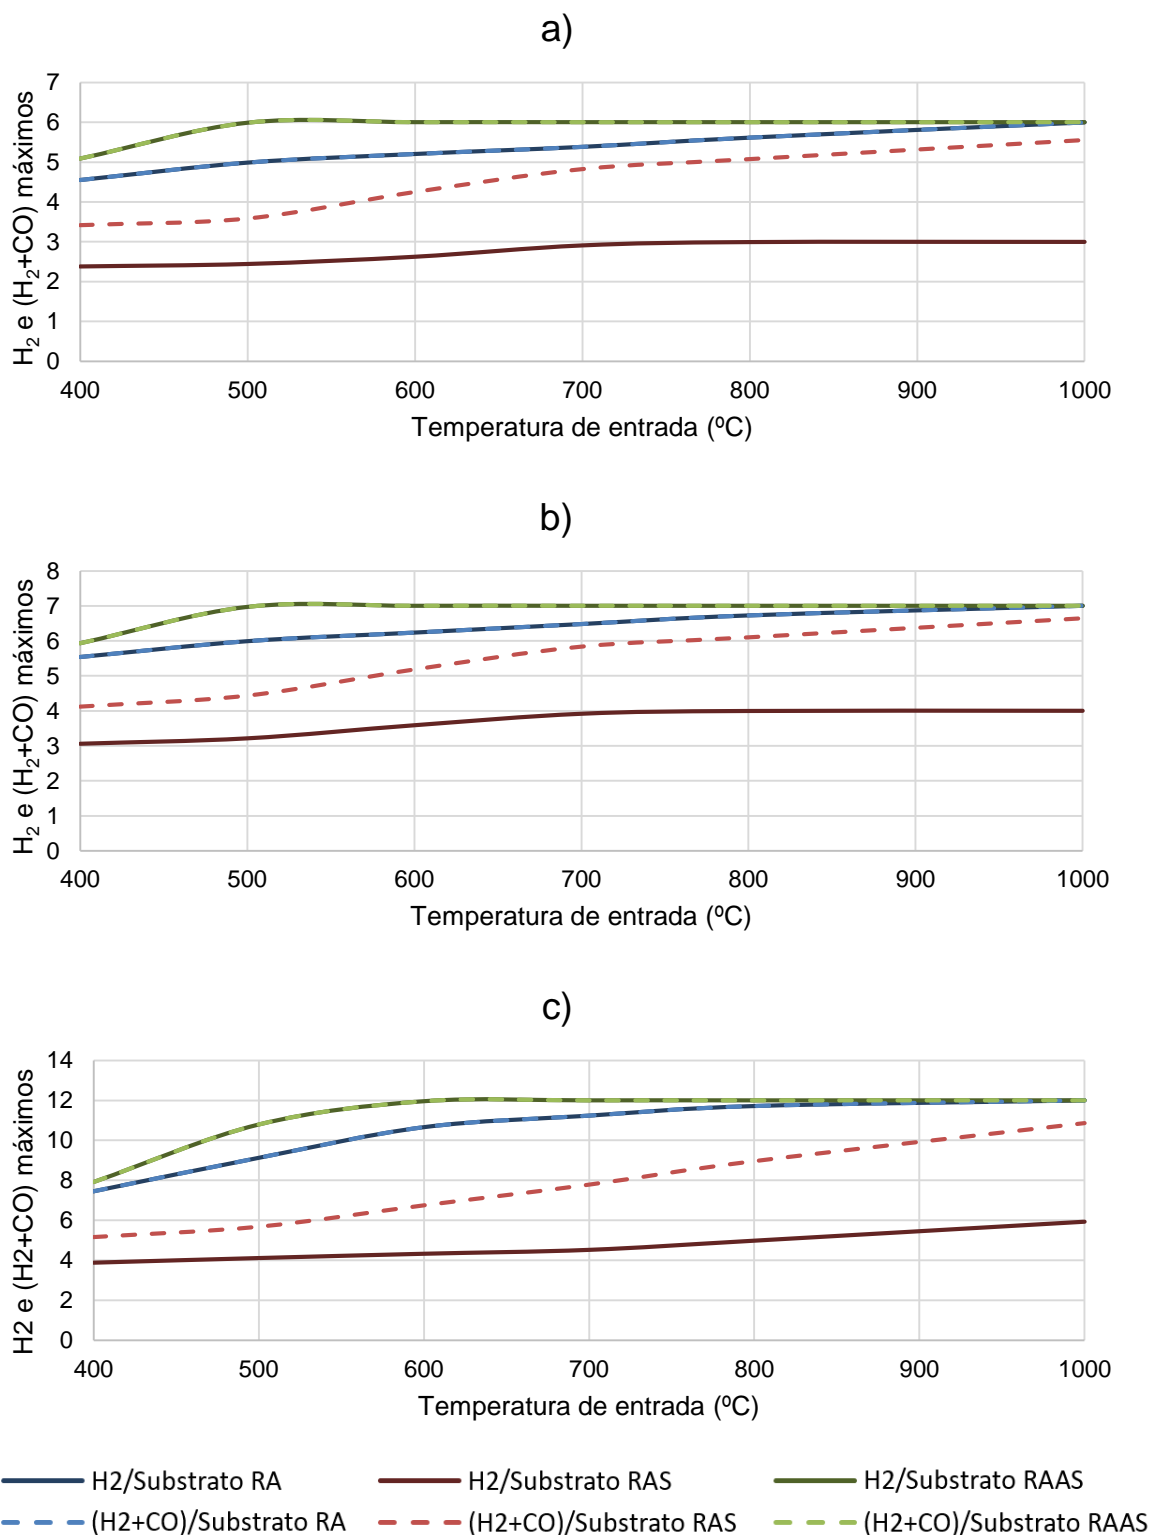 a)
H₂ e (H₂+CO) máximos
7
6
5
4
3
2
1
0
400 500 600 700 800 900 1000
Temperatura de entrada (ºC)
b)
H₂ e (H₂+CO) máximos
8
7
6
5
4
3
2
1
0
400 500 600 700 800 900 1000
Temperatura de entrada (ºC)
c)
H2 e (H2+CO) máximos
14
12
10
8
6
4
2
0
400 500 600 700 800 900 1000
Temperatura de entrada (ºC)
H2/Substrato RA H2/Substrato RAS H2/Substrato RAAS
(H2+CO)/Substrato RA (H2+CO)/Substrato RAS (H2+CO)/Substrato RAAS